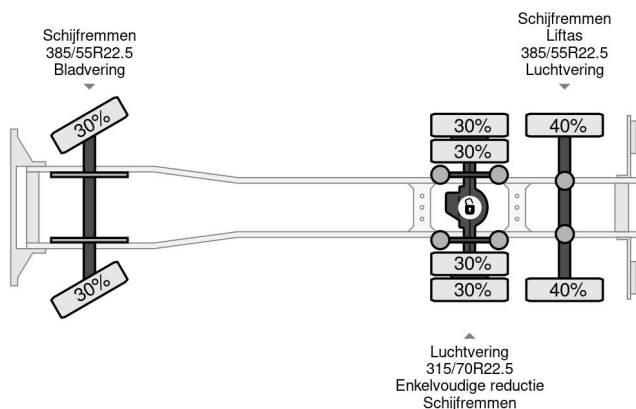 Schijfremmen
385/55R22.5
Bladvering
Schijfremmen
Liftas
385/55R22.5
Luchtvering
30%
30%
30%
40%
30%
30%
30%
40%
Luchtvering
315/70R22.5
Enkelvoudige reductie
Schijfremmen